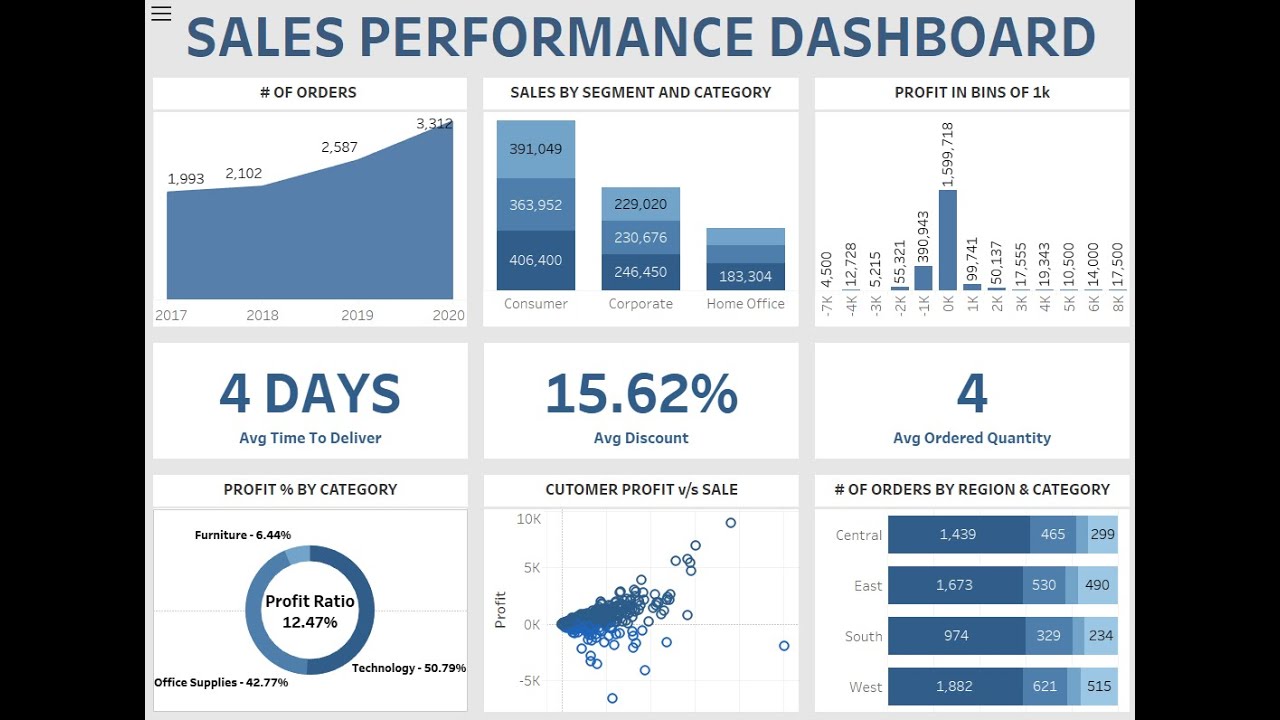 SALES PERFORMANCE DASHBOARD
# OF ORDERS
1,993
2,102
2,587
3,312
2017
2018
2019
2020
SALES BY SEGMENT AND CATEGORY
391,049
363,952
406,400
229,020
230,676
246,450
183,304
Consumer
Corporate
Home Office
PROFIT IN BINS OF 1k
4,500
12,728
5,215
55,321
390,943
1,599,718
99,741
50,137
17,555
19,343
10,500
14,000
17,500
-7K
-4K
-3K
-2K
-1K
0K
1K
2K
3K
4K
5K
6K
8K
4 DAYS
Avg Time To Deliver
15.62%
Avg Discount
4
Avg Ordered Quantity
PROFIT % BY CATEGORY
Furniture - 6.44%
Profit Ratio
12.47%
Technology - 50.79%
Office Supplies - 42.77%
CUTOMER PROFIT v/s SALE
10K
5K
0K
-5K
Profit
# OF ORDERS BY REGION & CATEGORY
Central 1,439 465 299
East 1,673 530 490
South 974 329 234
West 1,882 621 515